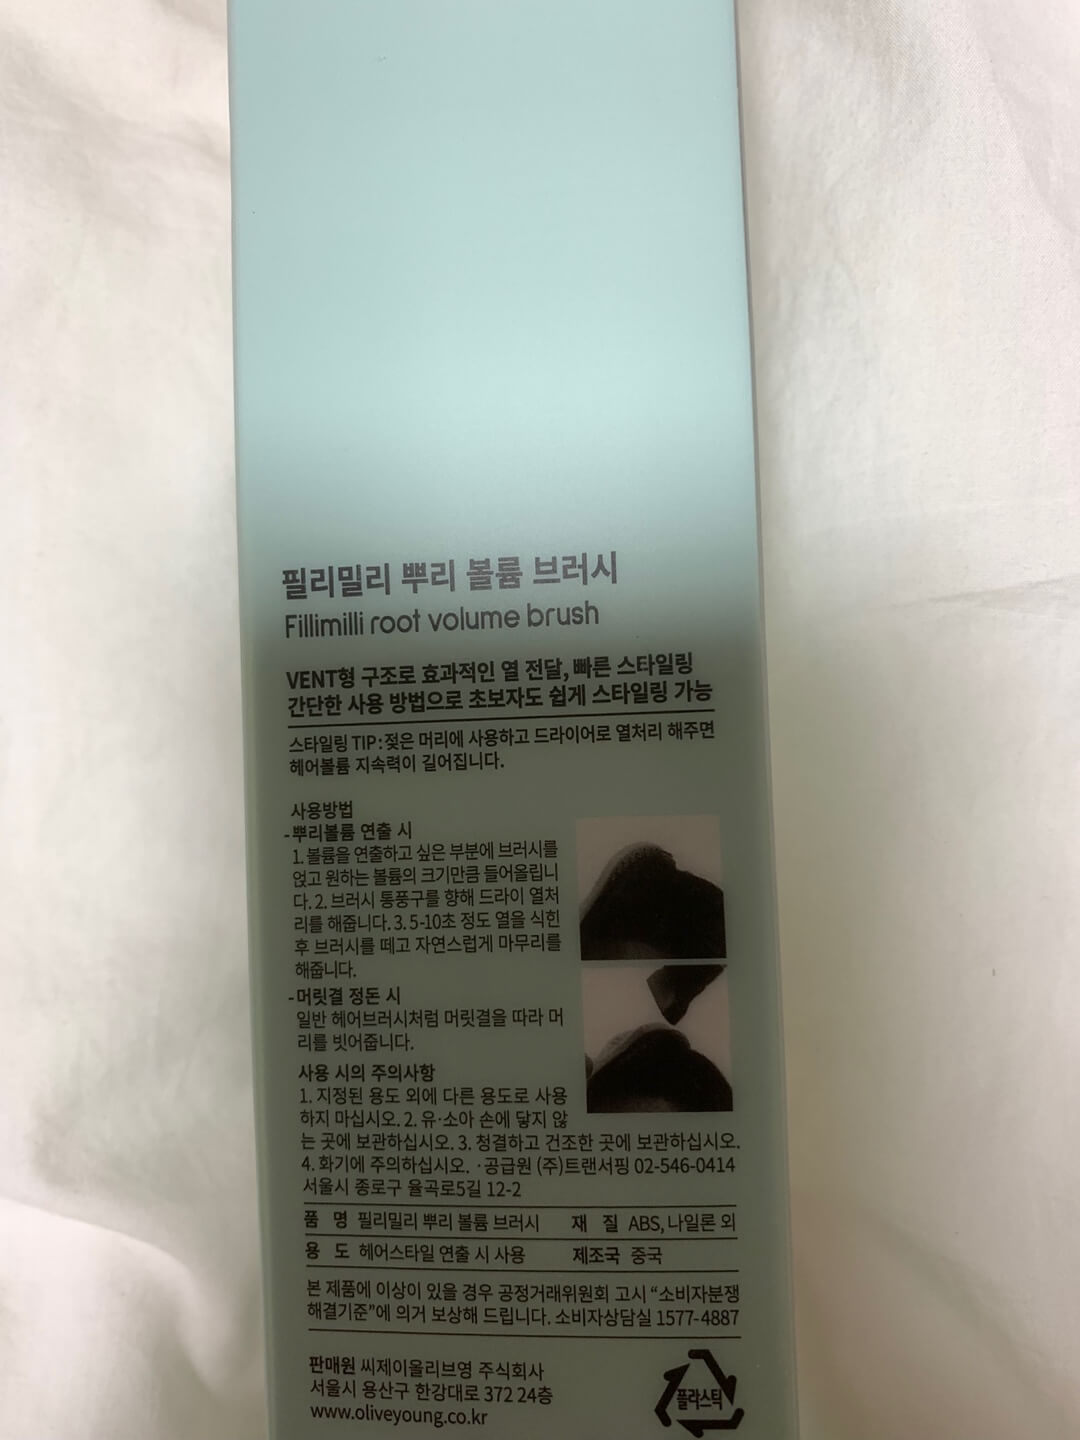 필리밀리 뿌리 볼륨 브러시
Fillimilli root volume brush
VENT형 구조로 효과적인 열 전달, 빠른 스타일링
간단한 사용 방법으로 초보자도 쉽게 스타일링 가능
스타일링 TIP : 젖은 머리에 사용하고 드라이어로 열처리 해주면
헤어볼륨 지속력이 길어집니다.
사용방법
- 뿌리볼륨 연출 시
1. 볼륨을 연출하고 싶은 부분에 브러시를
얹고 원하는 볼륨의 크기만큼 들어올립니
다. 2. 브러시 통풍구를 향해 드라이 열처
리를 해줍니다. 3. 5-10초 정도 열을 식힌
후 브러시를 떼고 자연스럽게 마무리를
해줍니다.
- 머릿결 정돈 시
일반 헤어브러시처럼 머릿결을 따라 머
리를 빗어줍니다.
사용 시의 주의사항
1. 지정된 용도 외에 다른 용도로 사용
하지 마십시오. 2. 유·소아 손에 닿지 않
는 곳에 보관하십시오. 3. 청결하고 건조한 곳에 보관하십시오.
4. 화기에 주의하십시오. ·공급원 (주)트랜서핑 02-546-0414
서울시 종로구 율곡로5길 12-2
품 명 필리밀리 뿌리 볼륨 브러시 재 질 ABS, 나일론 외
용 도 헤어스타일 연출 시 사용 제조국 중국
본 제품에 이상이 있을 경우 공정거래위원회 고시 “소비자분쟁
해결기준”에 의거 보상해 드립니다. 소비자상담실 1577-4887
판매원 씨제이올리브영 주식회사
서울시 용산구 한강대로 372 24층
www.oliveyoung.co.kr
플라스틱